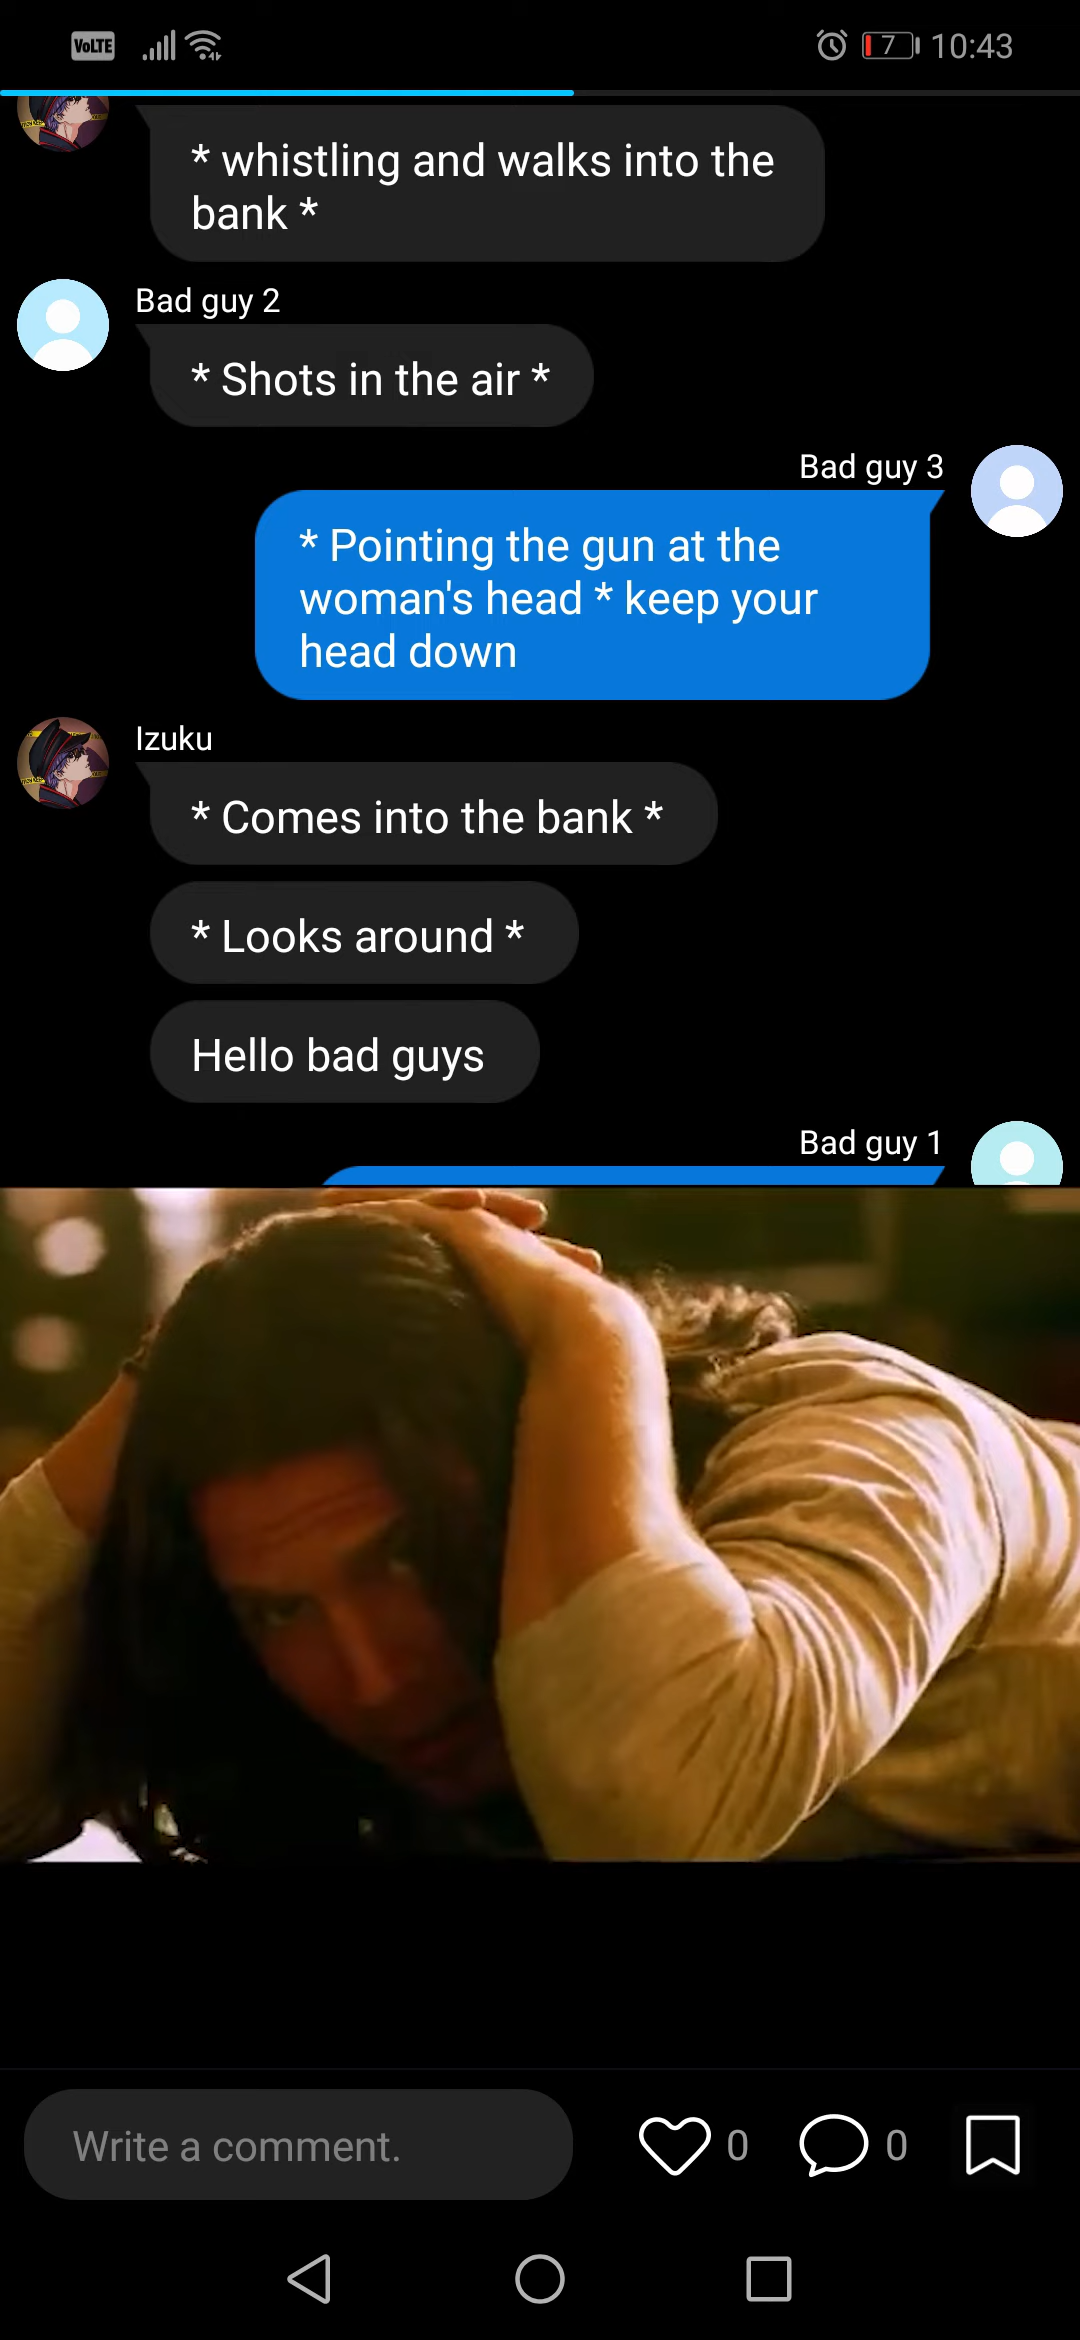 VoLTE
7
10:43
* whistling and walks into the
bank *
Bad guy 2
* Shots in the air *
Bad guy 3
* Pointing the gun at the
woman's head * keep your
head down
Izuku
* Comes into the bank *
* Looks around *
Hello bad guys
Bad guy 1
Write a comment.
0
0